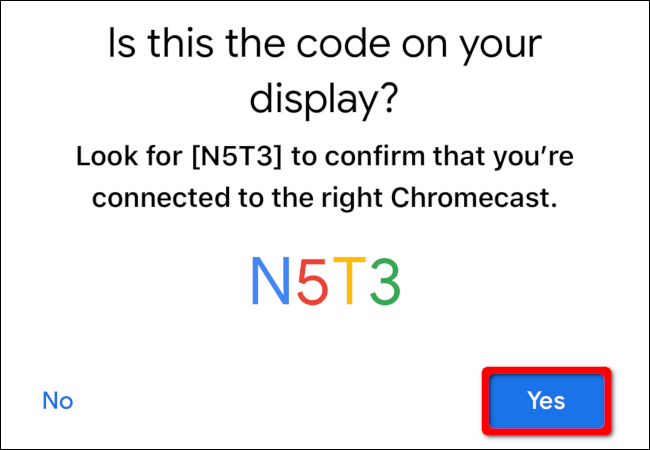 Is this the code on your
display?
Look for [N5T3] to confirm that you’re
connected to the right Chromecast.
N5T3
No
Yes